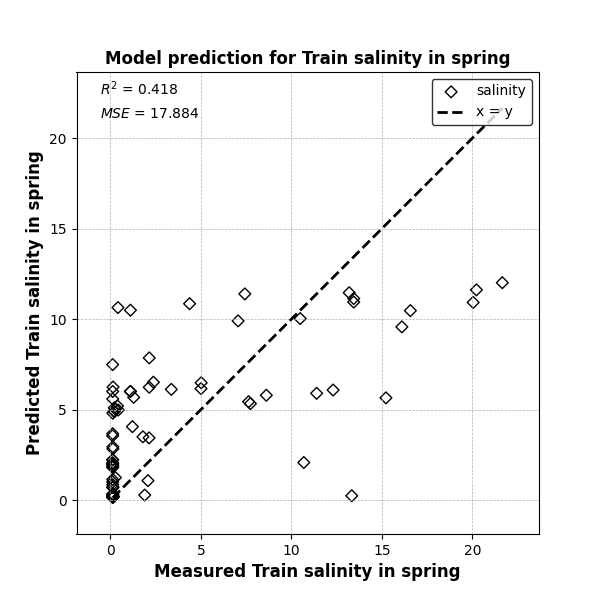 Model prediction for Train salinity in spring
R² = 0.418
MSE = 17.884
salinity
x = y
Predicted Train salinity in spring
20
15
10
5
0
0 5 10 15 20
Measured Train salinity in spring